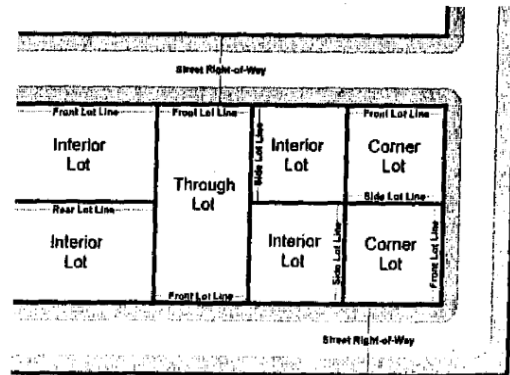 Street Right-of-Way
Front Lot Line
Front Lot Line
Front Lot Line
Interior
Lot
Through
Lot
Side Lot Line
Interior
Lot
Corner
Lot
Rear Lot Line
Side Lot Line
Interior
Lot
Interior
Lot
Side Lot Line
Corner
Lot
Front Lot Line
Front Lot Line
Street Right-of-Way